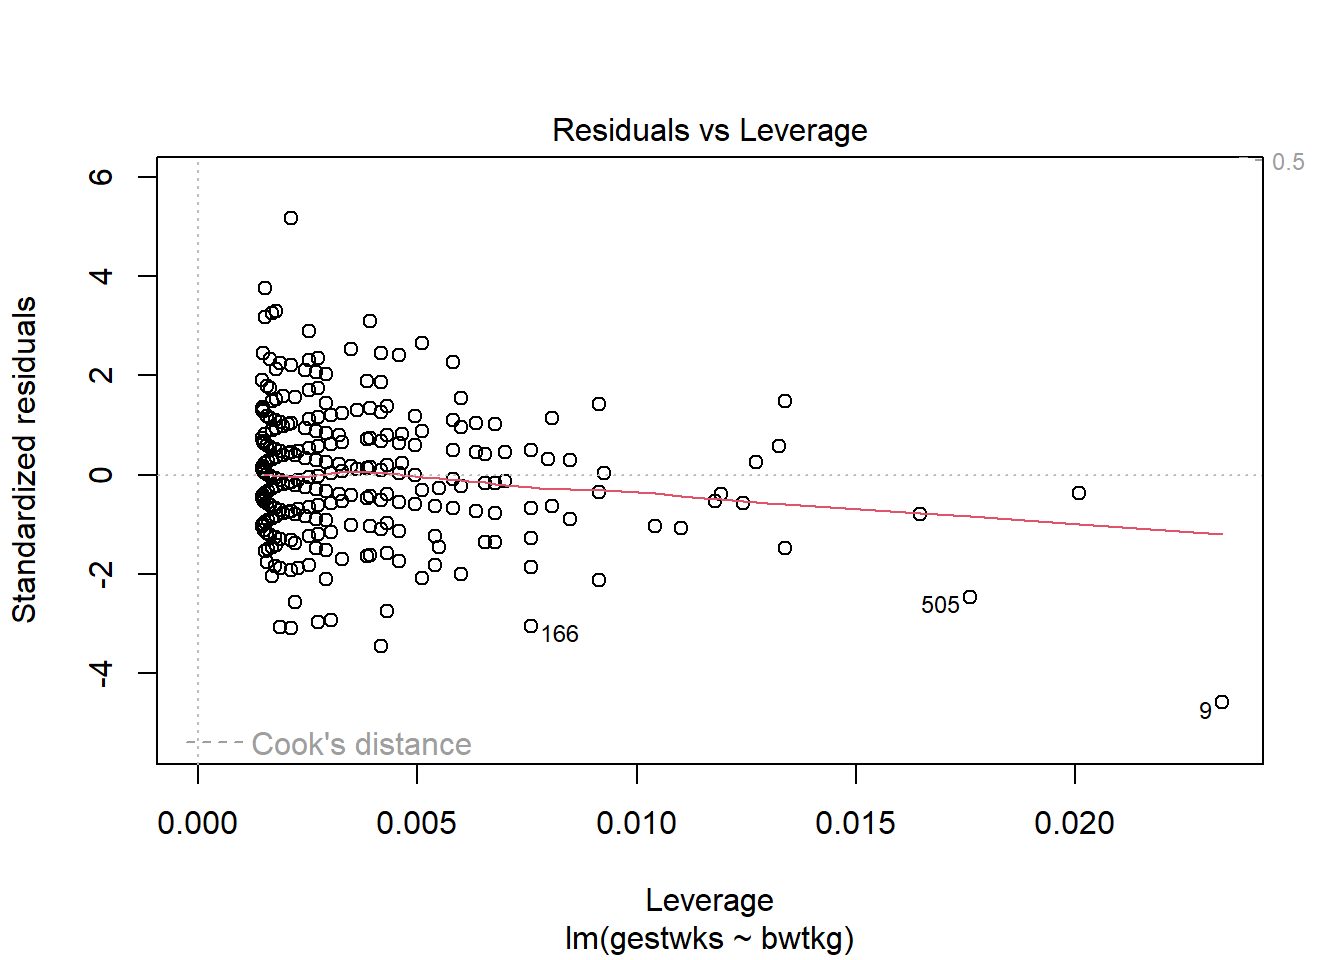 Residuals vs Leverage
Standardized residuals
6
4
2
0
-2
-4
0.5
166
505
9
Cook's distance
0.000 0.005 0.010 0.015 0.020
Leverage
lm(gestwks ~ bwtkg)